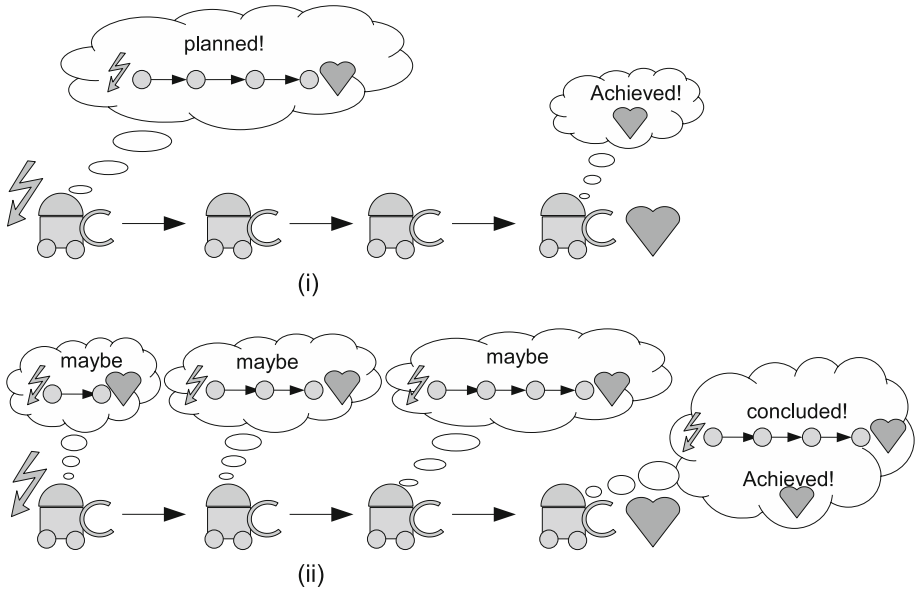 planned!
Achieved!
(i)
maybe
maybe
maybe
concluded!
Achieved!
(ii)